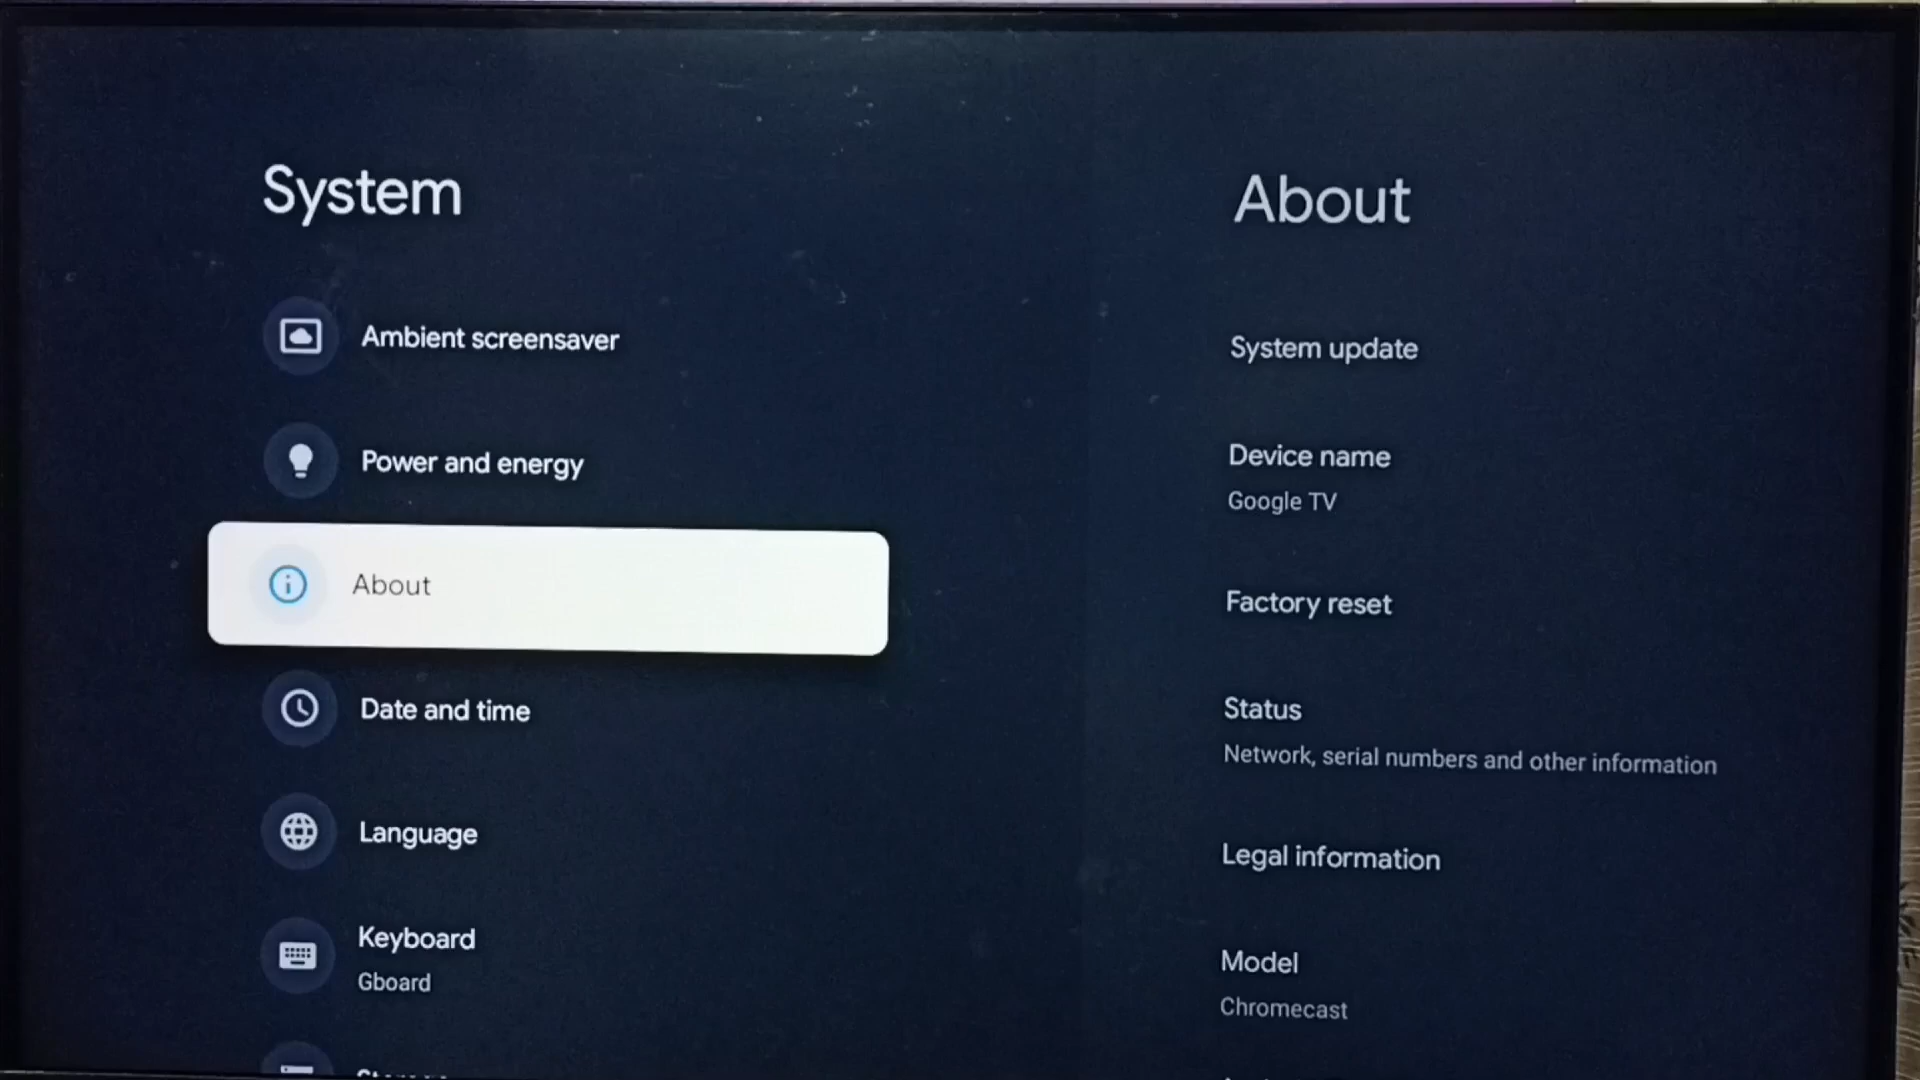 System
Ambient screensaver
Power and energy
About
Date and time
Language
Keyboard
Gboard
About
System update
Device name
Google TV
Factory reset
Status
Network, serial numbers and other information
Legal information
Model
Chromecast